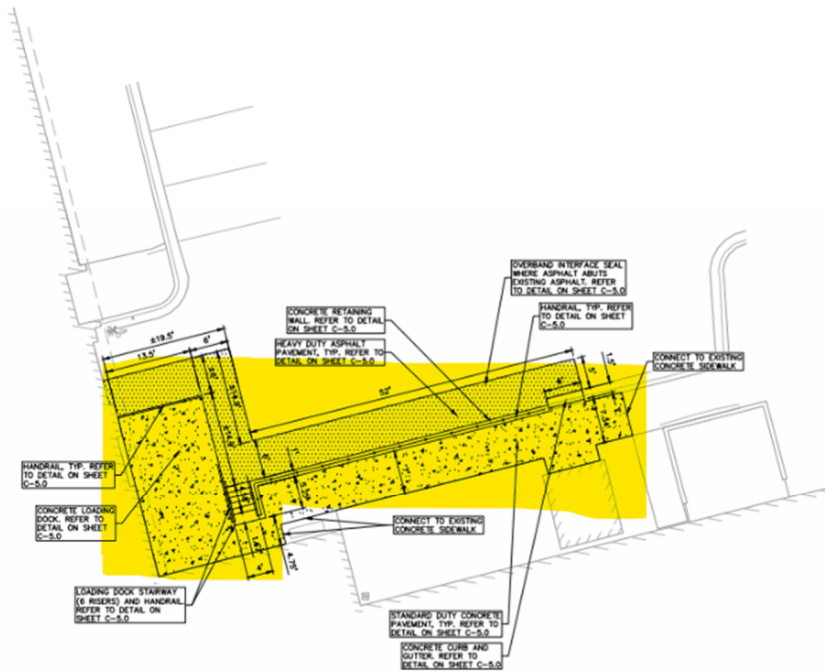 OVERBAND INTERFACE SEAL
WHERE ASPHALT ABUTS
EXISTING ASPHALT. REFER
TO DETAIL ON SHEET C-5.0
CONCRETE RETAINING
WALL. REFER TO DETAIL
ON SHEET C-5.0
HANDRAIL, TYP. REFER
TO DETAIL ON SHEET
C-5.0
HEAVY DUTY ASPHALT
PAVEMENT, TYP. REFER TO
DETAIL ON SHEET C-5.0
CONNECT TO EXISTING
CONCRETE SIDEWALK
±19.5'
13.5'
6'
52'
6'
5'
1.5'
HANDRAIL, TYP. REFER
TO DETAIL ON SHEET
C-5.0
CONCRETE LOADING
DOCK. REFER TO
DETAIL ON SHEET
C-5.0
CONNECT TO EXISTING
CONCRETE SIDEWALK
4'
4.75'
LOADING DOCK STAIRWAY
(6 RISERS) AND HANDRAIL
REFER TO DETAIL ON
SHEET C-5.0
STANDARD DUTY CONCRETE
PAVEMENT, TYP. REFER TO
DETAIL ON SHEET C-5.0
CONCRETE CURB AND
GUTTER. REFER TO
DETAIL ON SHEET C-5.0